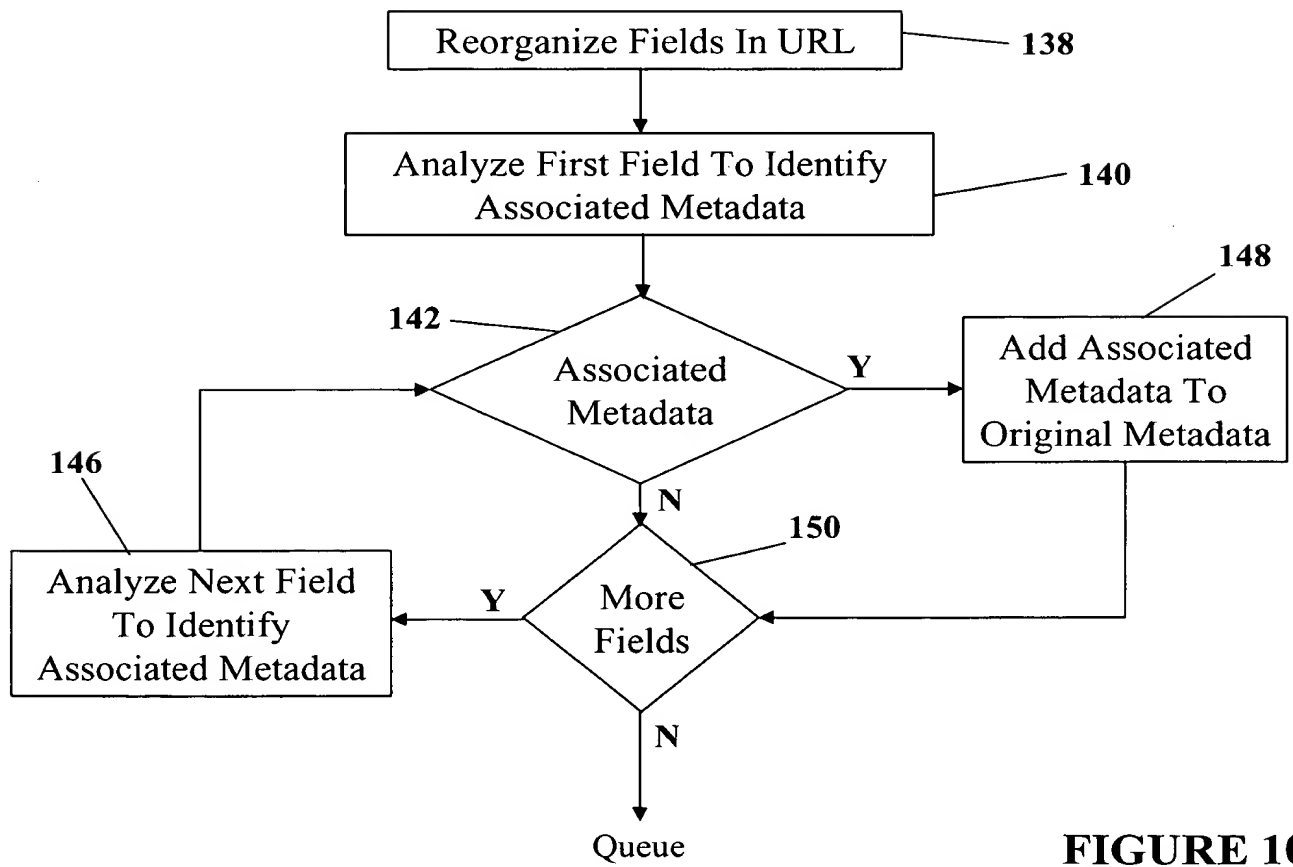 Reorganize Fields In URL
138
Analyze First Field To Identify
Associated Metadata
140
142
Associated
Metadata
Y
N
148
Add Associated
Metadata To
Original Metadata
146
Analyze Next Field
To Identify
Associated Metadata
150
More
Fields
Y
N
Queue
FIGURE